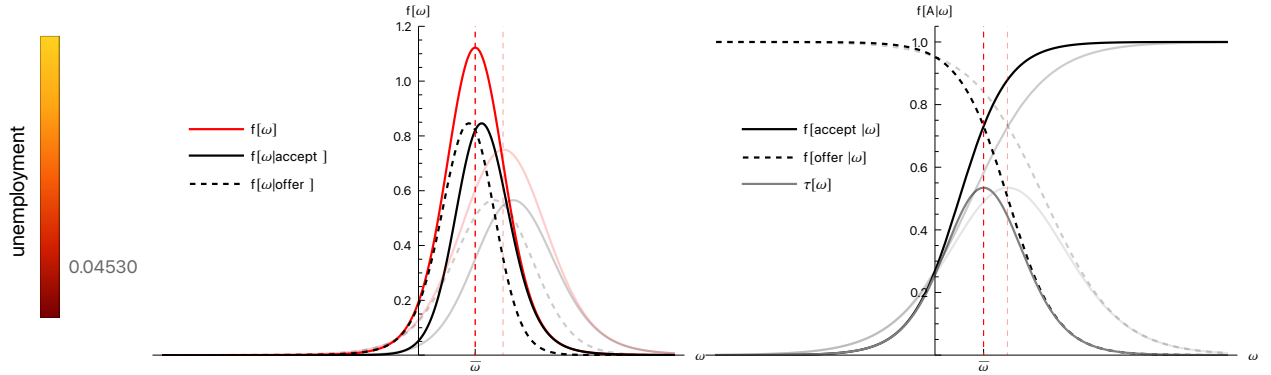 unemployment
0.04530
f[ω]
1.2
1.0
0.8
0.6
0.4
0.2
f[ω]
f[ω|accept ]
f[ω|offer ]
ω
ω̅
f[A|ω]
1.0
0.8
0.6
0.4
0.2
f[accept |ω]
f[offer |ω]
τ[ω]
ω
ω̅